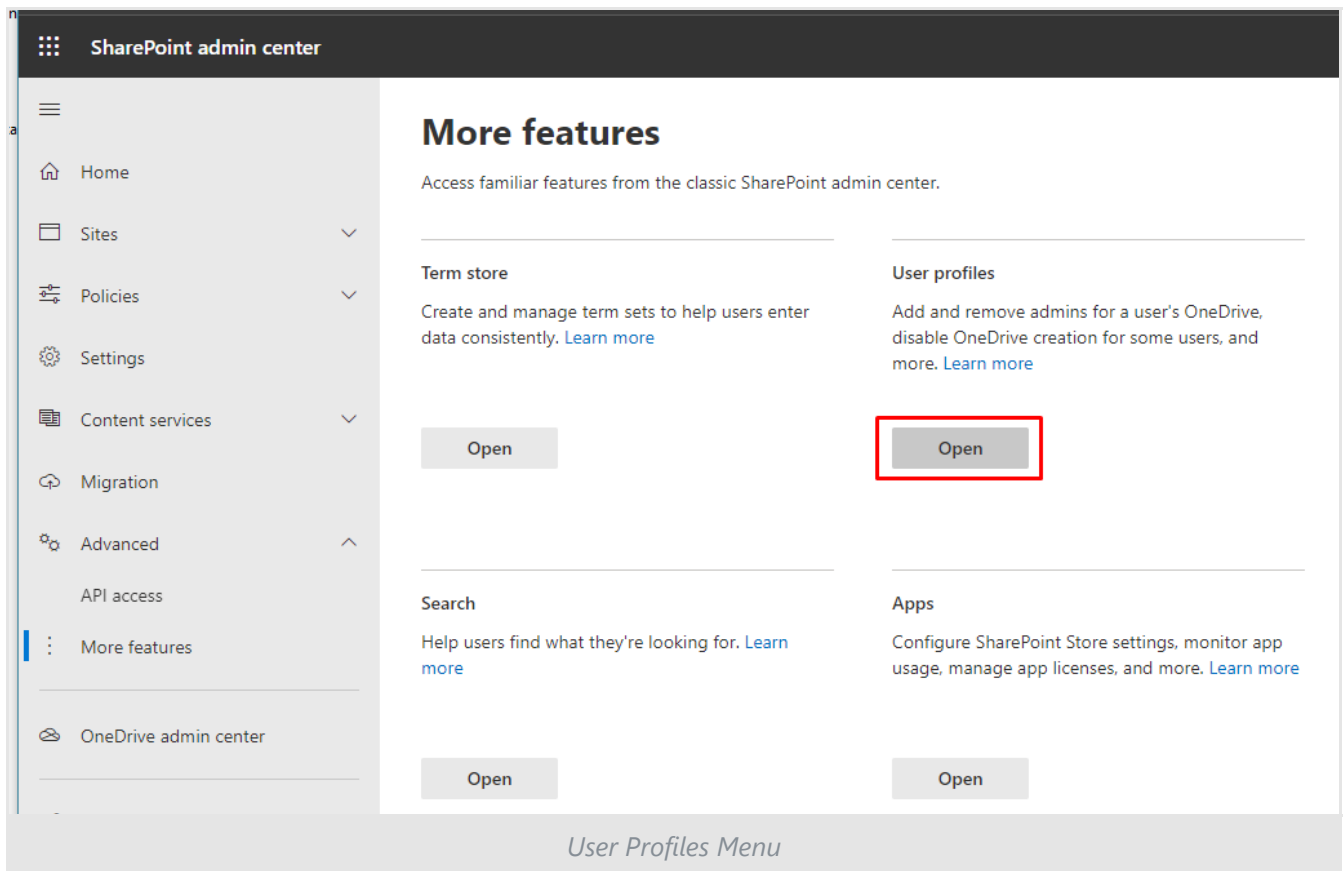 SharePoint admin center
Home
Sites
Policies
Settings
Content services
Migration
Advanced
API access
More features
OneDrive admin center
More features
Access familiar features from the classic SharePoint admin center.
Term store
Create and manage term sets to help users enter
data consistently. Learn more
Open
User profiles
Add and remove admins for a user's OneDrive,
disable OneDrive creation for some users, and
more. Learn more
Open
Search
Help users find what they're looking for. Learn
more
Open
Apps
Configure SharePoint Store settings, monitor app
usage, manage app licenses, and more. Learn more
Open
User Profiles Menu